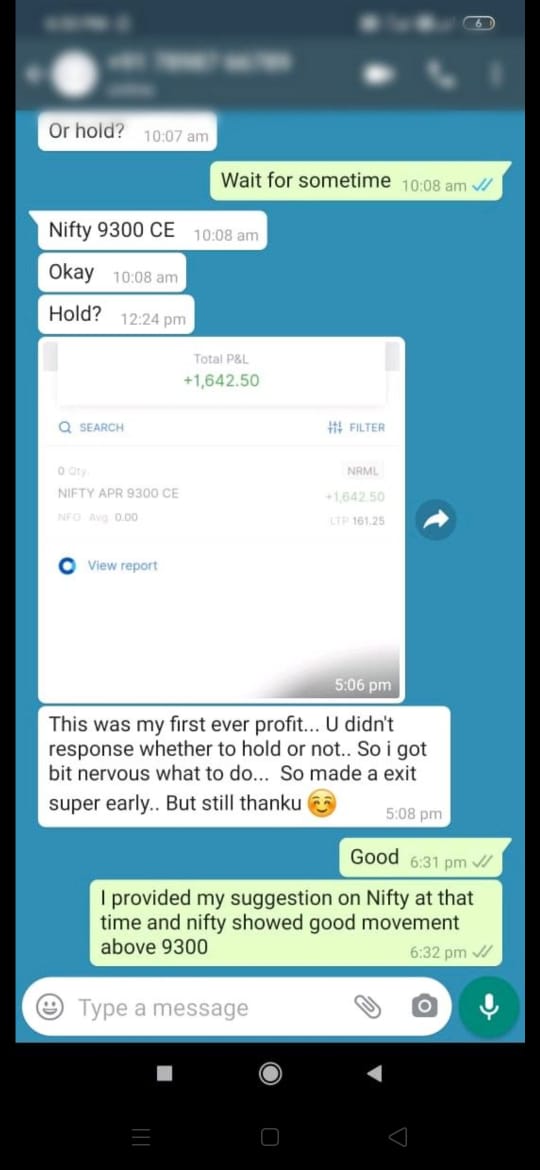 6
Or hold? 10:07 am
Wait for sometime 10:08 am
Nifty 9300 CE 10:08 am
Okay 10:08 am
Hold? 12:24 pm
Total P&L
+1,642.50
SEARCH FILTER
0 Qty. NRML
NIFTY APR 9300 CE +1,642.50
NFO Avg. 0.00 LTP 161.25
View report
5:06 pm
This was my first ever profit... U didn't
response whether to hold or not.. So i got
bit nervous what to do... So made a exit
super early.. But still thanku 😊
5:08 pm
Good 6:31 pm
I provided my suggestion on Nifty at that
time and nifty showed good movement
above 9300 6:32 pm
Type a message